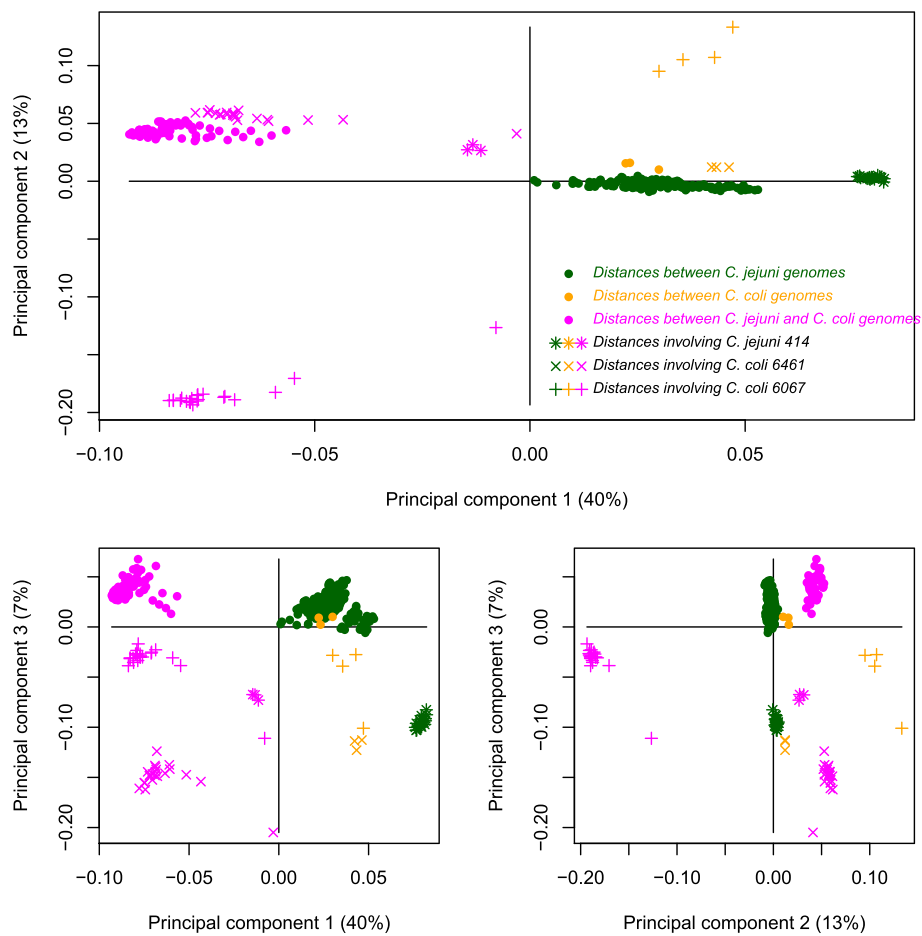 0.10
0.05
0.00
−0.10
−0.20
Principal component 2 (13%)
Distances between C. jejuni genomes
Distances between C. coli genomes
Distances between C. jejuni and C. coli genomes
Distances involving C. jejuni 414
Distances involving C. coli 6461
Distances involving C. coli 6067
−0.10 −0.05 0.00 0.05
Principal component 1 (40%)
0.00
−0.10
−0.20
Principal component 3 (7%)
−0.10 −0.05 0.00 0.05
Principal component 1 (40%)
0.00
−0.10
−0.20
Principal component 3 (7%)
−0.20 −0.10 0.00 0.10
Principal component 2 (13%)